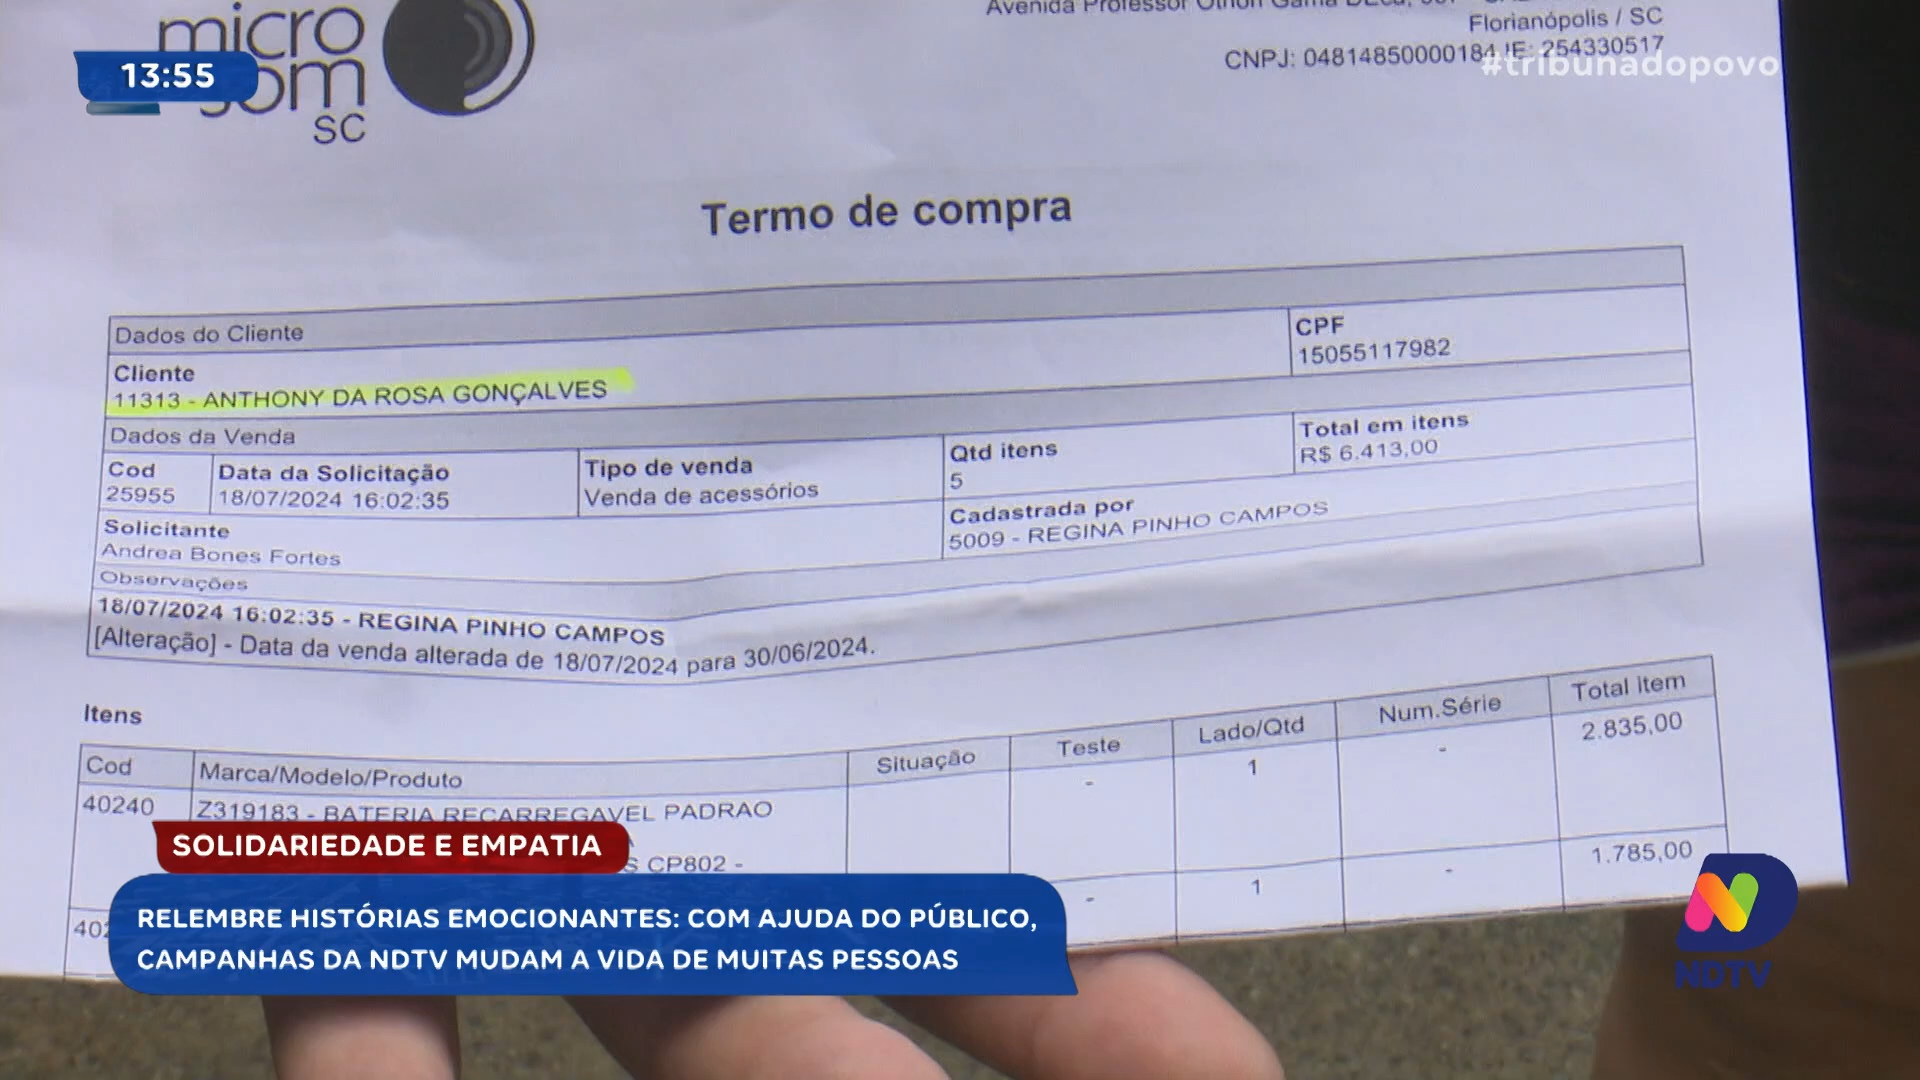 micro
som
SC
13:55
Avenida Professor Othon Gama
Florianópolis / SC
CNPJ: 04814850000184 IE: 254330517
#tribunadopovo
Termo de compra
Dados do Cliente
Cliente
11313 - ANTHONY DA ROSA GONÇALVES
CPF
15055117982
Dados da Venda
Cod
25955
Data da Solicitação
18/07/2024 16:02:35
Tipo de venda
Venda de acessórios
Qtd itens
5
Total em itens
R$ 6.413,00
Solicitante
Andrea Bones Fortes
Cadastrada por
5009 - REGINA PINHO CAMPOS
Observações
18/07/2024 16:02:35 - REGINA PINHO CAMPOS
[Alteração] - Data da venda alterada de 18/07/2024 para 30/06/2024.
Itens
Cod Marca/Modelo/Produto Situação Teste Lado/Qtd Num.Série Total item
40240 Z319183 - BATERIA RECARREGAVEL PADRAO - 1 - 2.835,00
CP802 -
- 1 - 1.785,00
SOLIDARIEDADE E EMPATIA
RELEMBRE HISTÓRIAS EMOCIONANTES: COM AJUDA DO PÚBLICO,
CAMPANHAS DA NDTV MUDAM A VIDA DE MUITAS PESSOAS
NDTV